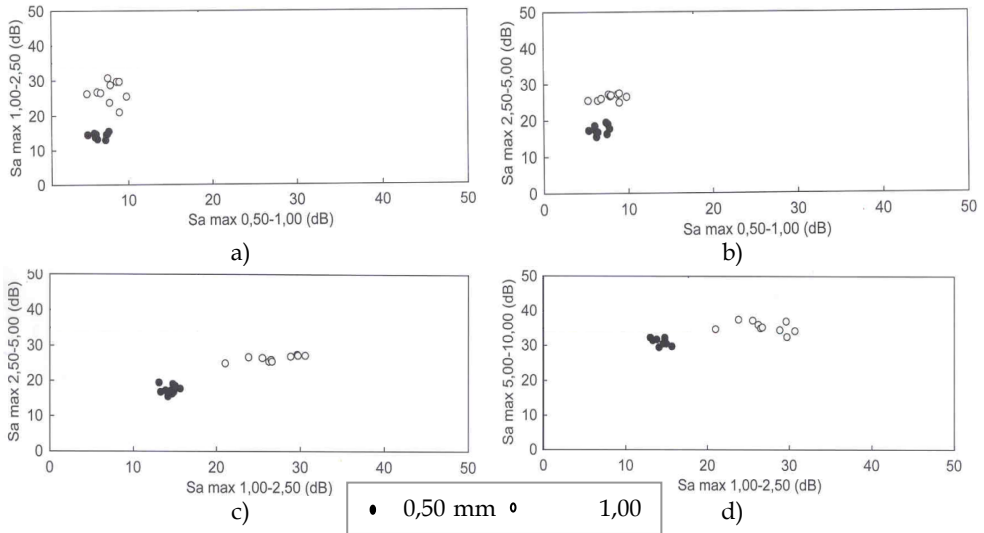 Sa max 1,00-2,50 (dB)
50
40
30
20
10
0
10 20 30 40 50
Sa max 0,50-1,00 (dB)
a)
Sa max 2,50-5,00 (dB)
50
40
30
20
10
0
0 10 20 30 40 50
Sa max 0,50-1,00 (dB)
b)
Sa max 2,50-5,00 (dB)
50
40
30
20
10
0
0 10 20 30 40 50
Sa max 1,00-2,50 (dB)
c)
Sa max 5,00-10,00 (dB)
50
40
30
20
10
0
0 10 20 30 40 50
Sa max 1,00-2,50 (dB)
d)
0,50 mm 1,00